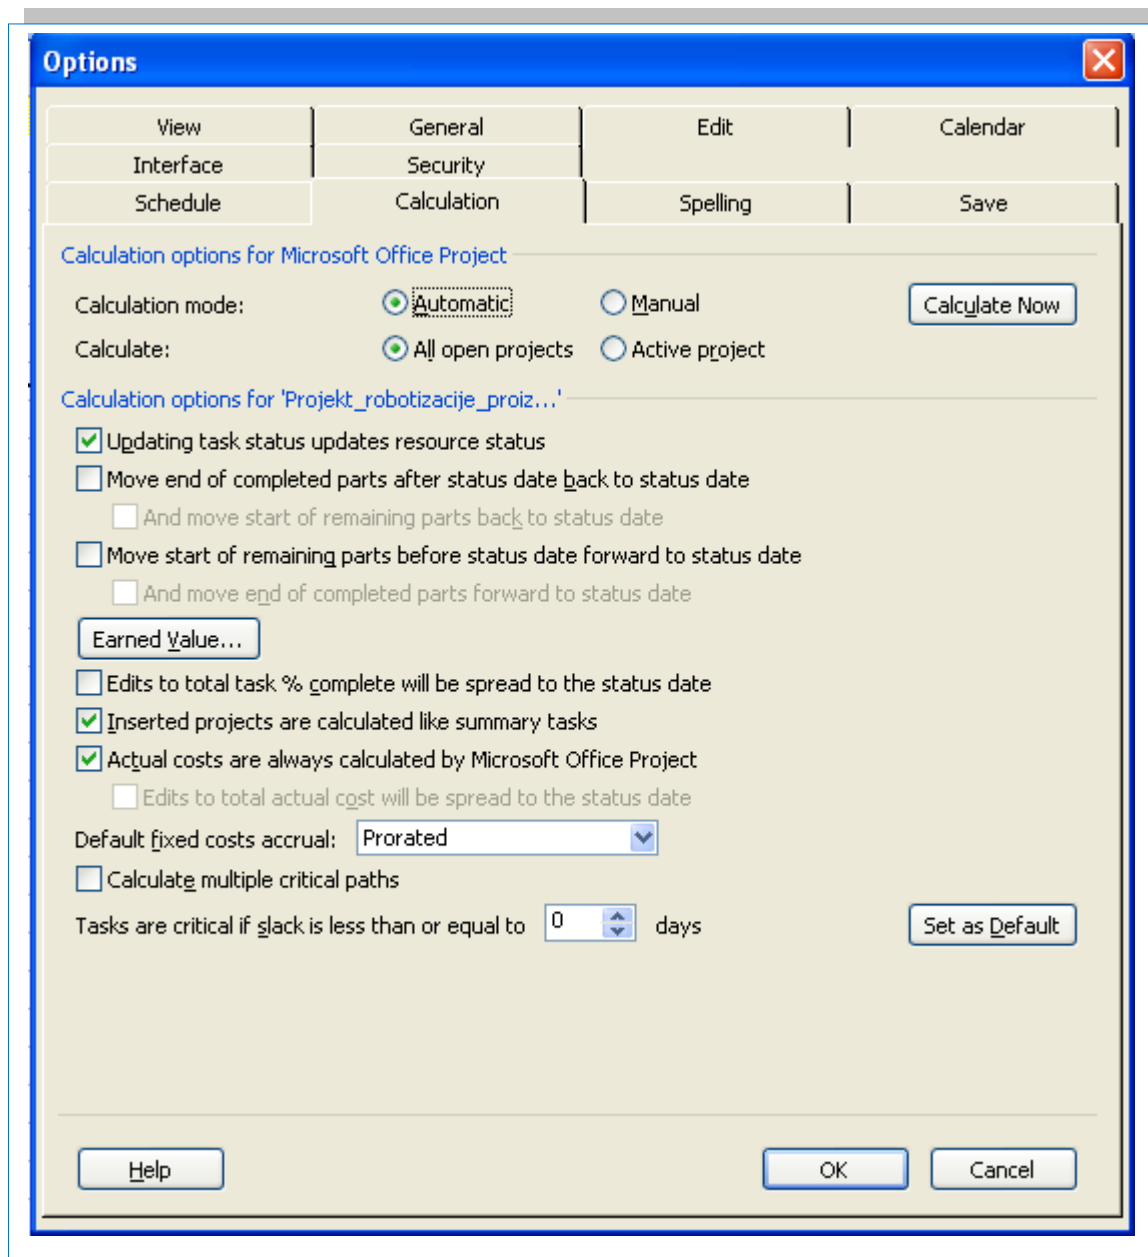 Options
View General Edit Calendar
Interface Security
Schedule Calculation Spelling Save
Calculation options for Microsoft Office Project
Calculation mode: Automatic Manual Calculate Now
Calculate: All open projects Active project
Calculation options for 'Projekt_robotizacije_proiz...'
Updating task status updates resource status
Move end of completed parts after status date back to status date
And move start of remaining parts back to status date
Move start of remaining parts before status date forward to status date
And move end of completed parts forward to status date
Earned Value...
Edits to total task % complete will be spread to the status date
Inserted projects are calculated like summary tasks
Actual costs are always calculated by Microsoft Office Project
Edits to total actual cost will be spread to the status date
Default fixed costs accrual: Prorated
Calculate multiple critical paths
Tasks are critical if slack is less than or equal to 0 days Set as Default
Help OK Cancel